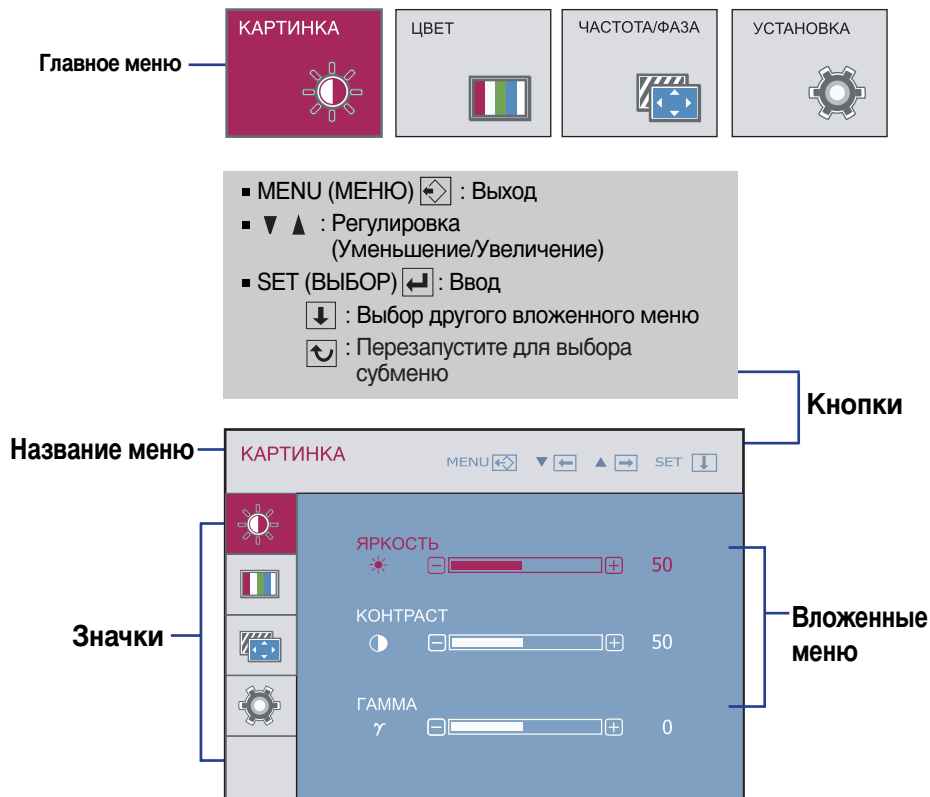 КАРТИНКА
ЦВЕТ
ЧАСТОТА/ФАЗА
УСТАНОВКА
Главное меню
MENU (МЕНЮ) : Выход
▼ ▲ : Регулировка
(Уменьшение/Увеличение)
SET (ВЫБОР) : Ввод
: Выбор другого вложенного меню
: Перезапустите для выбора
субменю
Кнопки
Название меню
КАРТИНКА
MENU ▼ ▲ SET
ЯРКОСТЬ
50
КОНТРАСТ
50
Значки
Вложенные
меню
ГАММА
γ 0